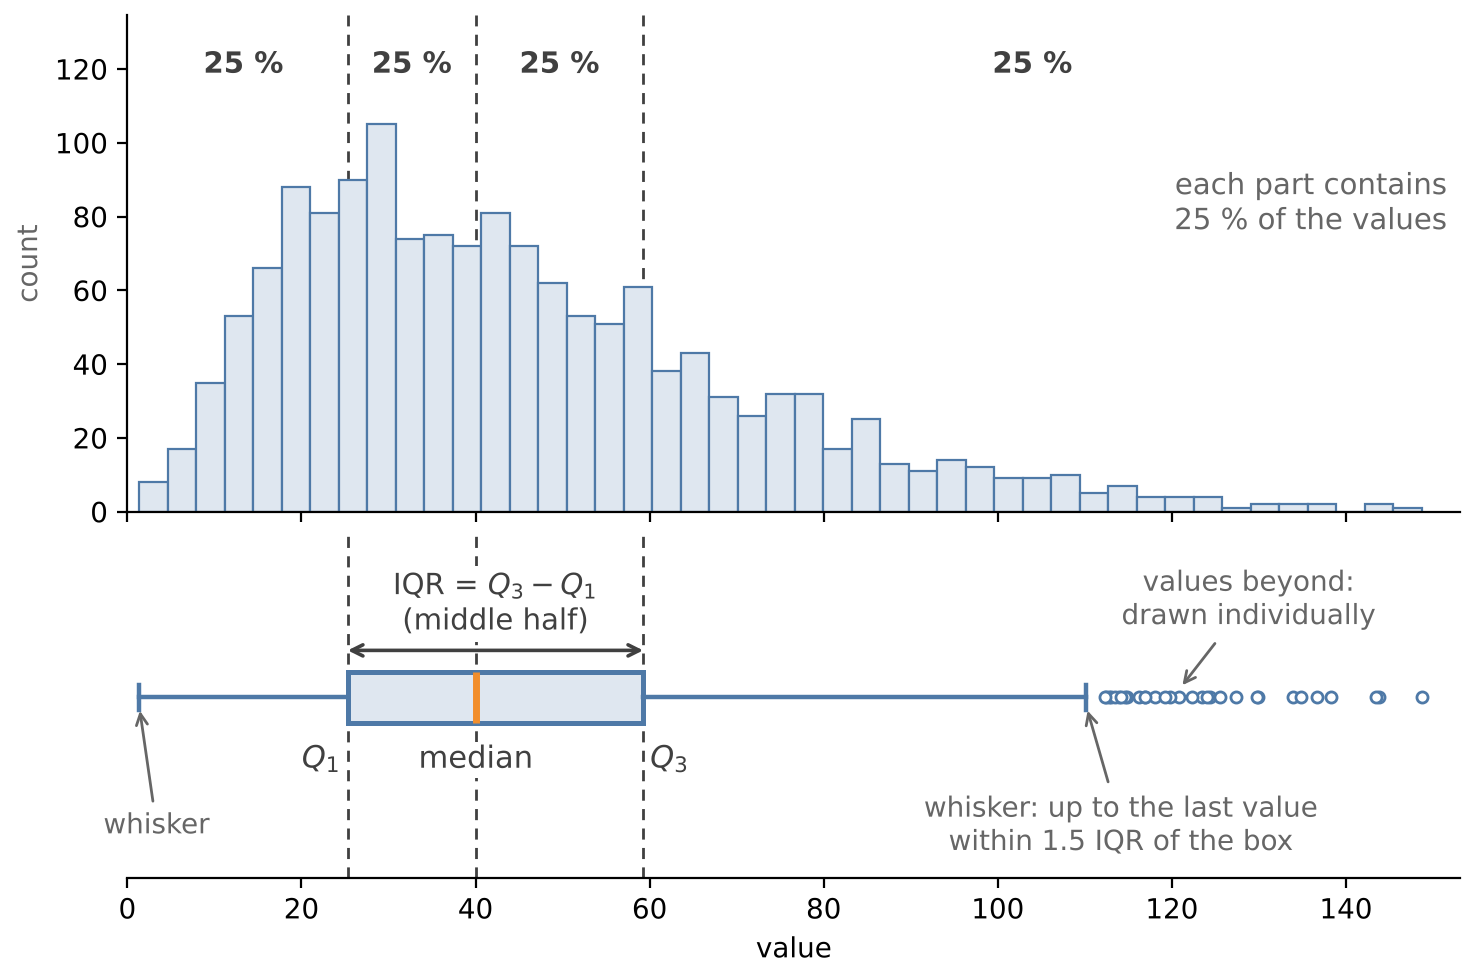 25 %
25 %
25 %
25 %
120
100
80
60
40
20
0
count
each part contains
25 % of the values
IQR = Q₃ − Q₁
(middle half)
values beyond:
drawn individually
Q₁
median
Q₃
whisker
whisker: up to the last value
within 1.5 IQR of the box
0
20
40
60
80
100
120
140
value